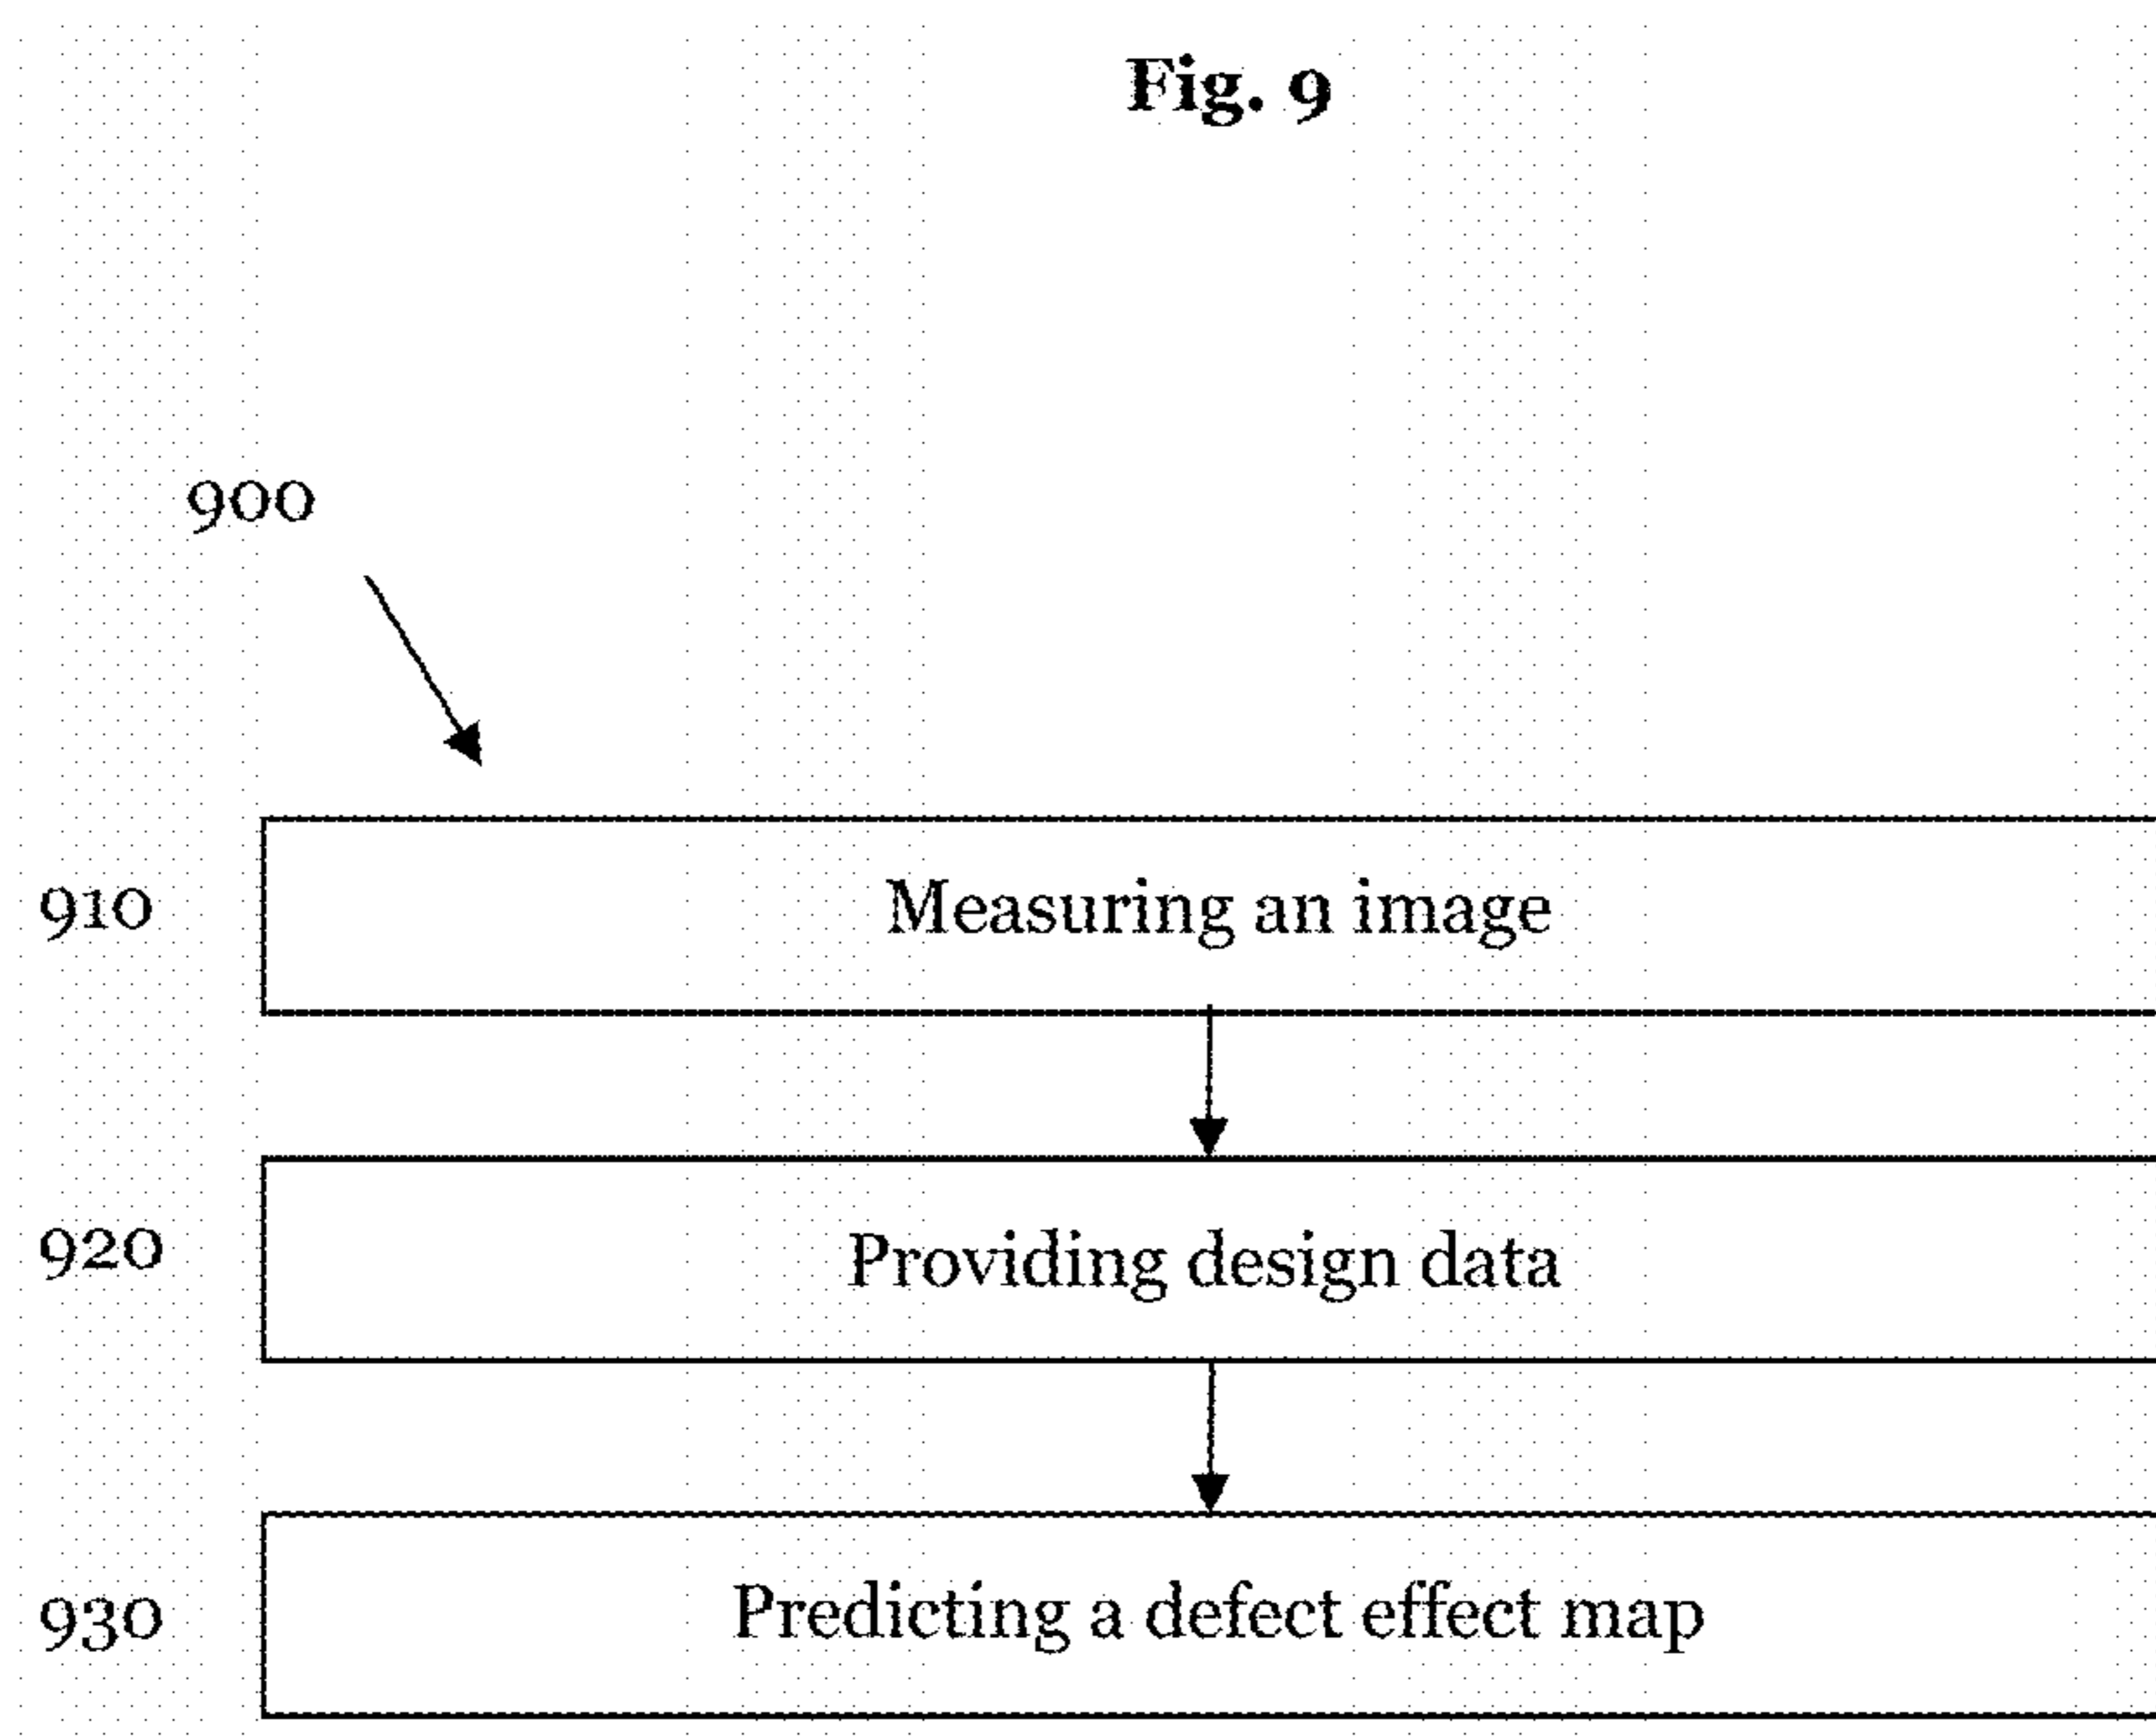 Fig. 9
900
910 Measuring an image
920 Providing design data
930 Predicting a defect effect map